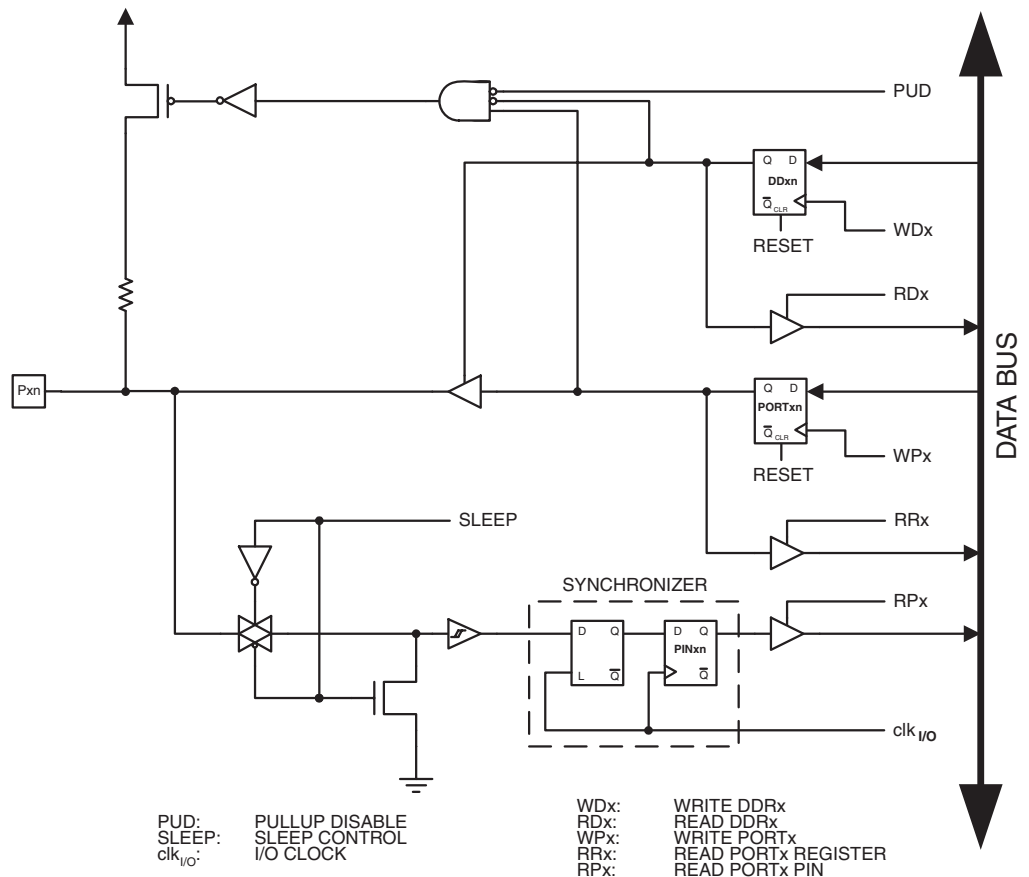 PUD
Q D
DDxn
Q CLR
WDx
RESET
RDx
Pxn
Q D
PORTxn
Q CLR
WPx
RESET
DATA BUS
SLEEP
RRx
SYNCHRONIZER
RPx
D Q
L Q
D Q
PINxn
Q
clk I/O
PUD: PULLUP DISABLE
SLEEP: SLEEP CONTROL
clkI/O: I/O CLOCK
WDx: WRITE DDRx
RDx: READ DDRx
WPx: WRITE PORTx
RRx: READ PORTx REGISTER
RPx: READ PORTx PIN